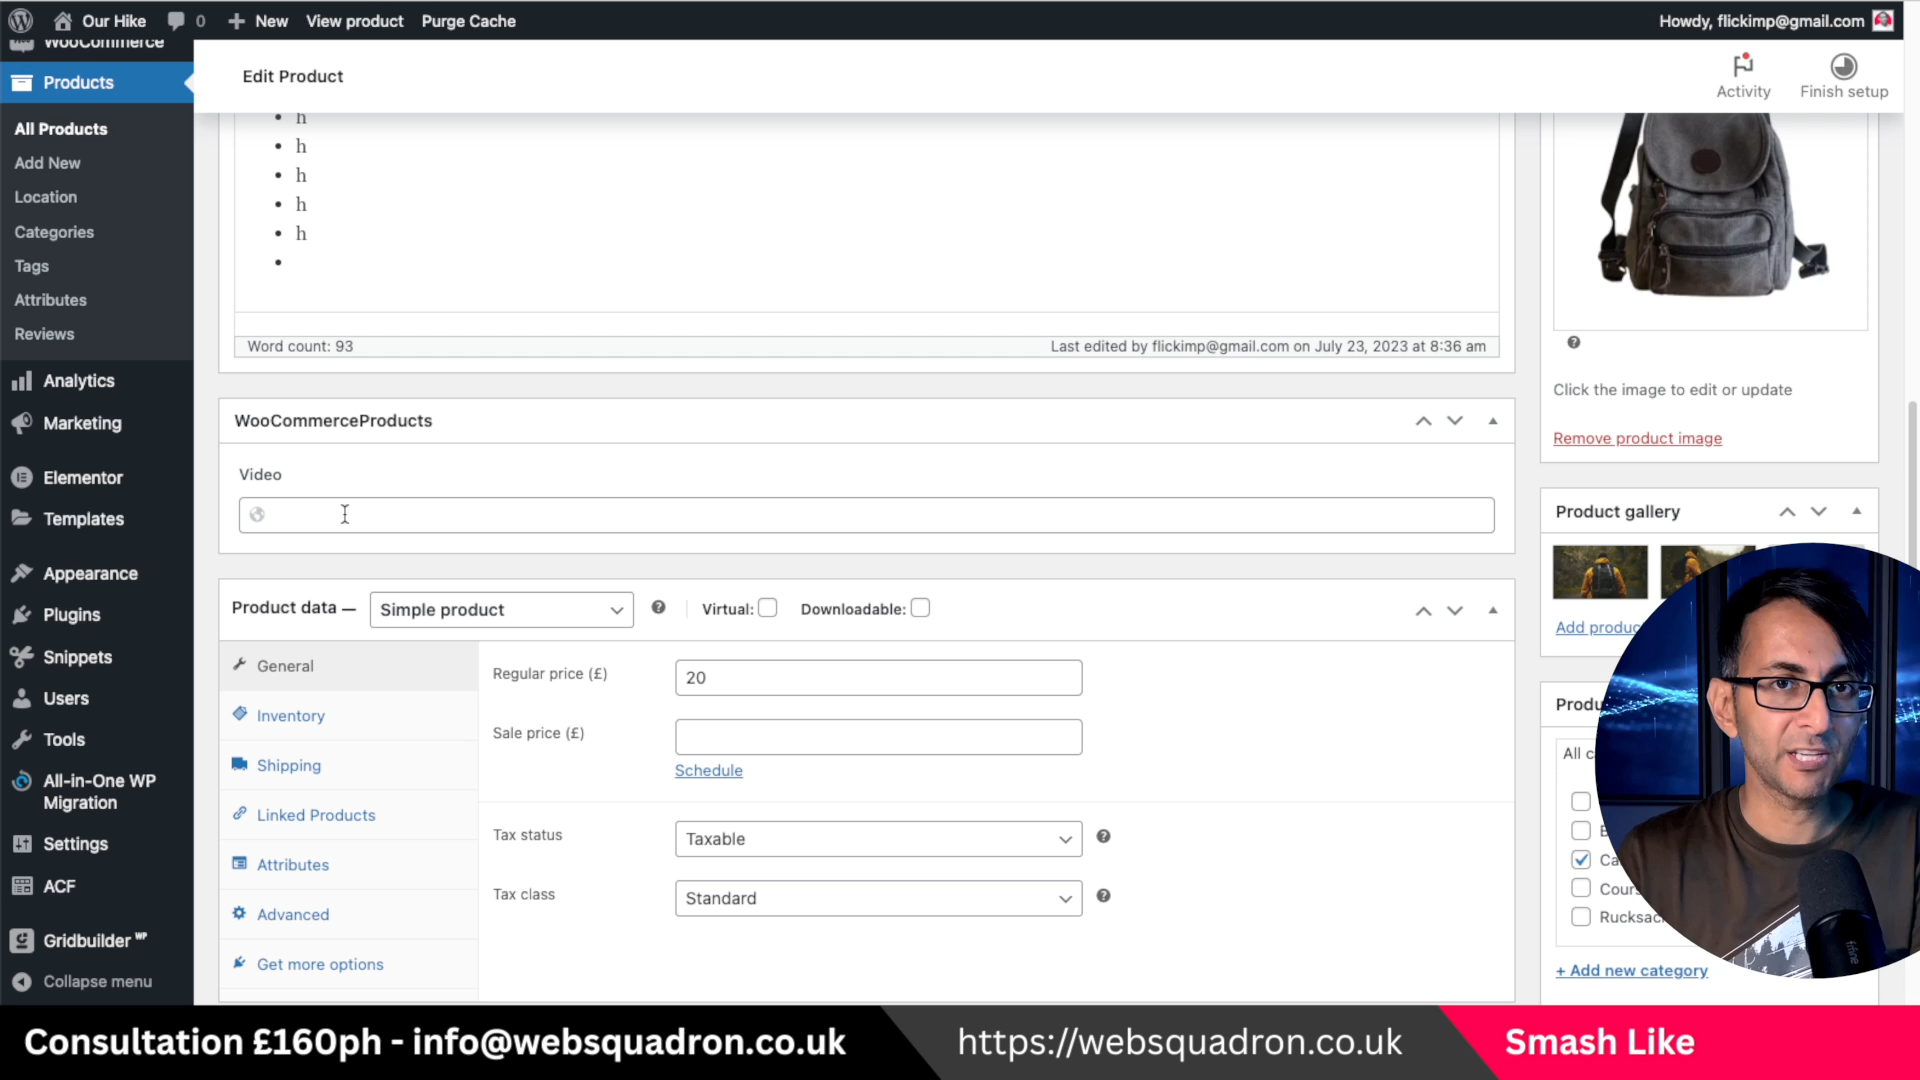 Our Hike
0
New
View product
Purge Cache
Howdy, flickimp@gmail.com
WooCommerce
Products
Edit Product
Activity
Finish setup
All Products
Add New
Location
Categories
Tags
Attributes
Reviews
Analytics
Marketing
Elementor
Templates
Appearance
Plugins
Snippets
Users
Tools
All-in-One WP
Migration
Settings
ACF
Gridbuilder WP
Collapse menu
h
h
h
h
h
Word count: 93
Last edited by flickimp@gmail.com on July 23, 2023 at 8:36 am
WooCommerceProducts
Video
Product data —
Simple product
Virtual:
Downloadable:
General
Inventory
Shipping
Linked Products
Attributes
Advanced
Get more options
Regular price (£)
20
Sale price (£)
Schedule
Tax status
Taxable
Tax class
Standard
Click the image to edit or update
Remove product image
Product gallery
Add
All
+ Add new category
Consultation £160ph - info@websquadron.co.uk
https://websquadron.co.uk
Smash Like